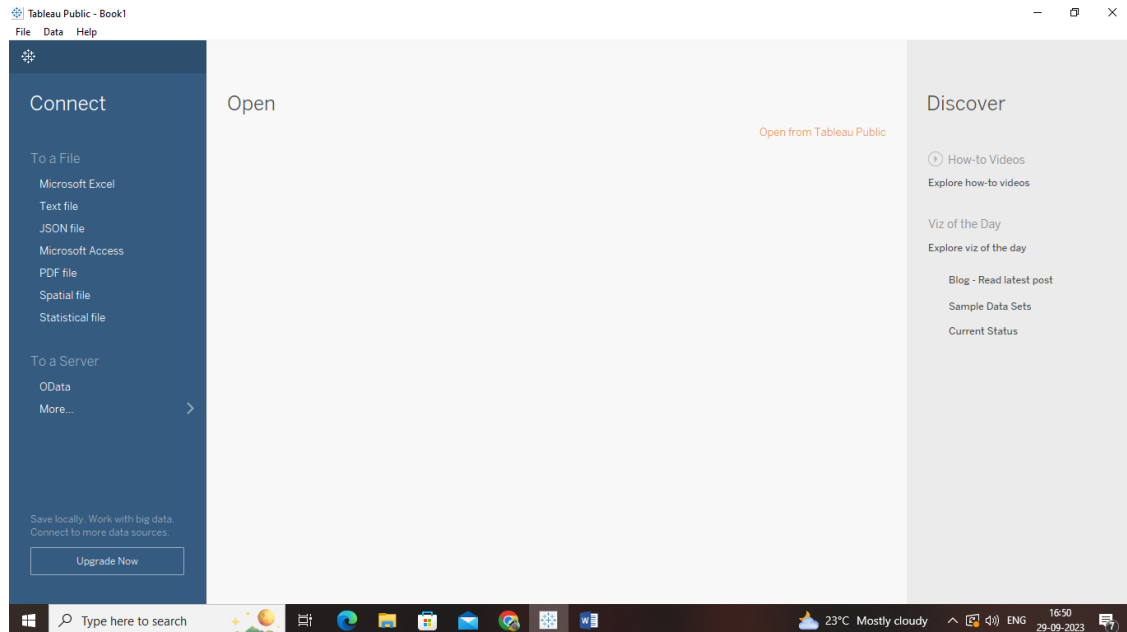 Tableau Public - Book1
File Data Help
Connect
To a File
Microsoft Excel
Text file
JSON file
Microsoft Access
PDF file
Spatial file
Statistical file
To a Server
OData
More...
Save locally. Work with big data.
Connect to more data sources.
Upgrade Now
Open
Open from Tableau Public
Discover
How-to Videos
Explore how-to videos
Viz of the Day
Explore viz of the day
Blog - Read latest post
Sample Data Sets
Current Status
Type here to search
23°C Mostly cloudy
ENG
16:50
29-09-2023
7